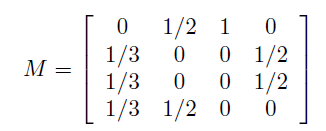 0 1/2 1 0
1/3 0 0 1/2
M = 
1/3 0 0 1/2
1/3 1/2 0 0